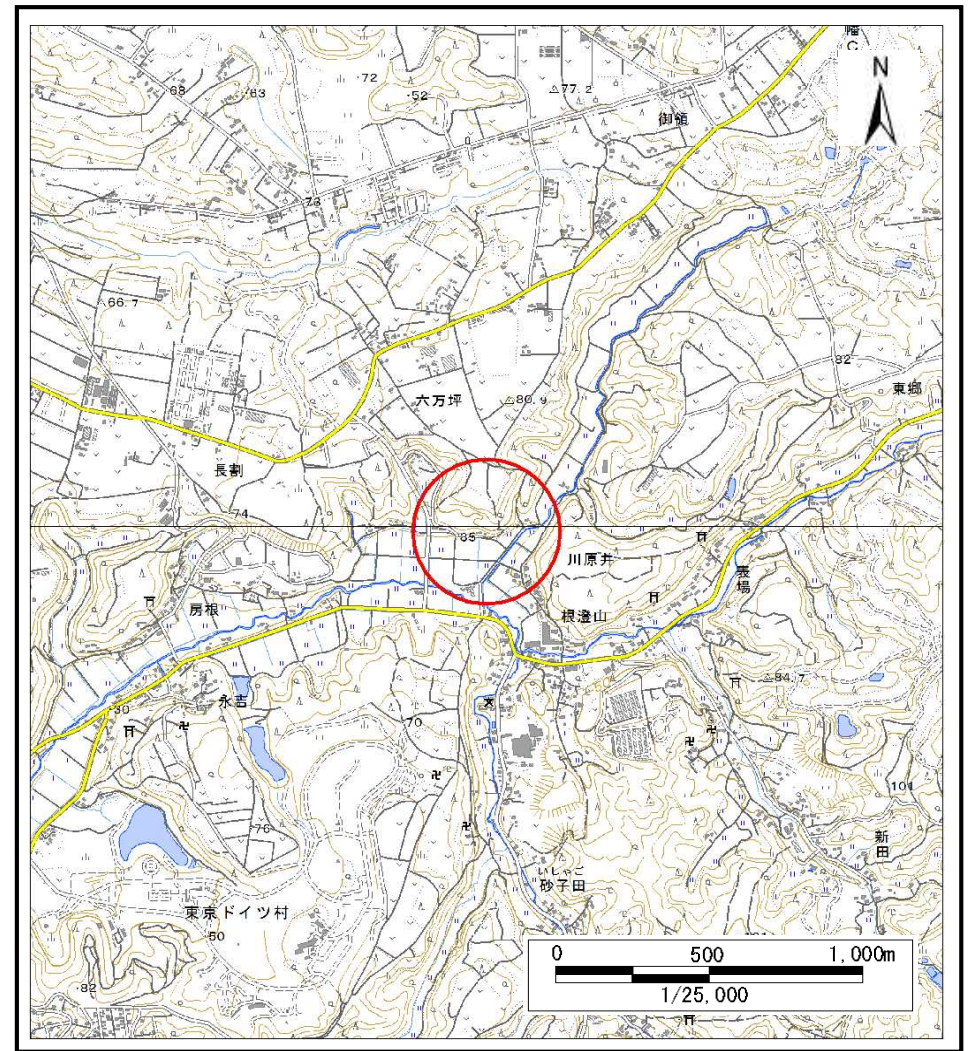 幡
N
72
68
63
52
77.2
御領
73
66.7
82
六万坪
80.9
東郷
長割
74
85
川原井
表場
房根
根澄山
永吉
84.7
30
70
101
76
新田
いしゃご
砂子田
東京ドイツ村
50
82
0 500 1,000m
1/25,000